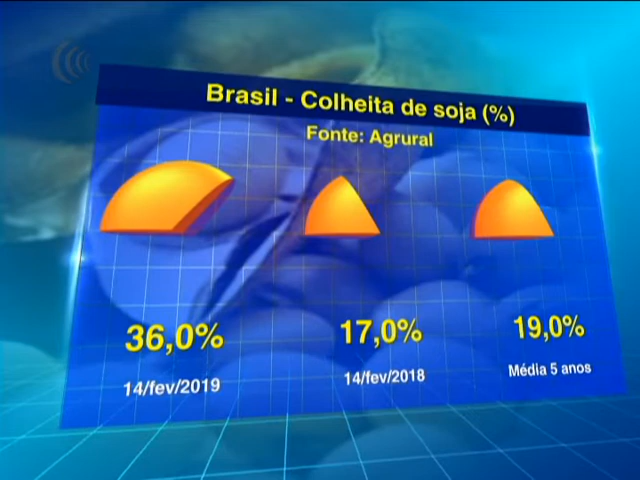 Brasil - Colheita de soja (%)
Fonte: Agrural
36,0% 17,0% 19,0%
14/fev/2019 14/fev/2018 Média 5 anos